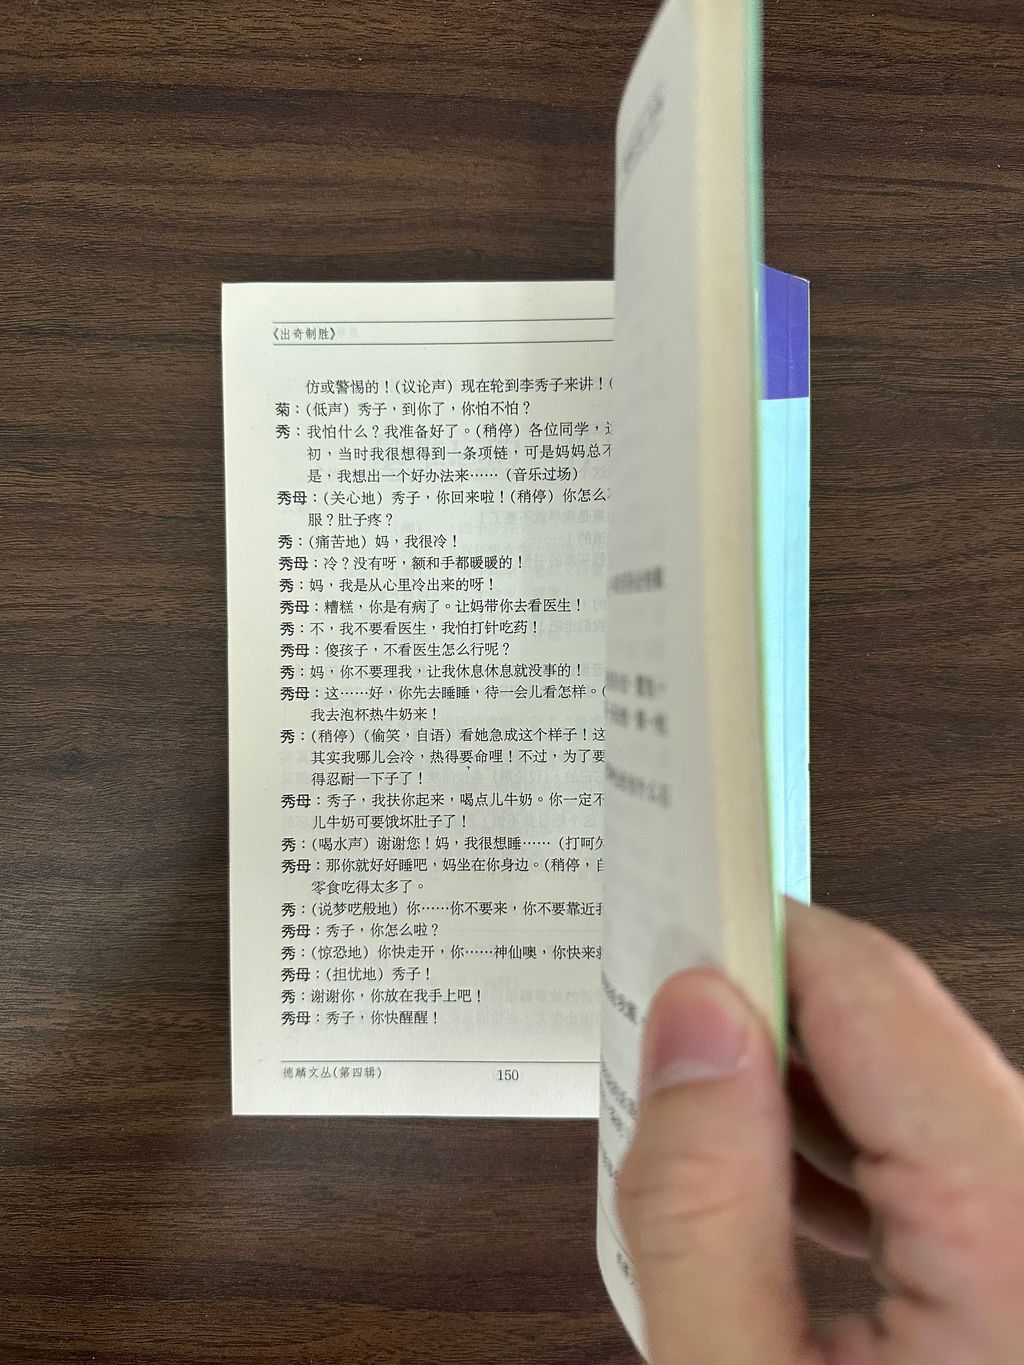 《出奇制胜》
仿或警惕的！(议论声) 现在轮到李秀子来讲！(
菊：(低声) 秀子，到你了，你怕不怕？
秀：我怕什么？我准备好了。(稍停) 各位同学，
初，当时我很想得到一条项链，可是妈妈总不
是，我想出一个好办法来……（音乐过场）
秀母：(关心地) 秀子，你回来啦！(稍停) 你怎么
服？肚子疼？
秀：(痛苦地) 妈，我很冷！
秀母：冷？没有呀，额和手都暖暖的！
秀：妈，我是从心里冷出来的呀！
秀母：糟糕，你是有病了。让妈带你去看医生！
秀：不，我不要看医生，我怕打针吃药！
秀母：傻孩子，不看医生怎么行呢？
秀：妈，你不要理我，让我休息休息就没事的！
秀母：这……好，你先去睡睡，待一会儿看怎样。(
我去泡杯热牛奶来！
秀：(稍停) (偷笑，自语) 看她急成这个样子！这
其实我哪儿会冷，热得要命哩！不过，为了要
得忍耐一下子了！
秀母：秀子，我扶你起来，喝点儿牛奶。你一定不
儿牛奶可要饿坏肚子了！
秀：(喝水声) 谢谢您！妈，我很想睡……（打呵欠
秀母：那你就好好睡吧，妈坐在你身边。(稍停，自
零食吃得太多了。
秀：(说梦呓般地) 你……你不要来，你不要靠近我
秀母：秀子，你怎么啦？
秀：(惊恐地) 你快走开，你……神仙噢，你快来救
秀母：(担忧地) 秀子！
秀：谢谢你，你放在我手上吧！
秀母：秀子，你快醒醒！
德麟文丛(第四辑)
150